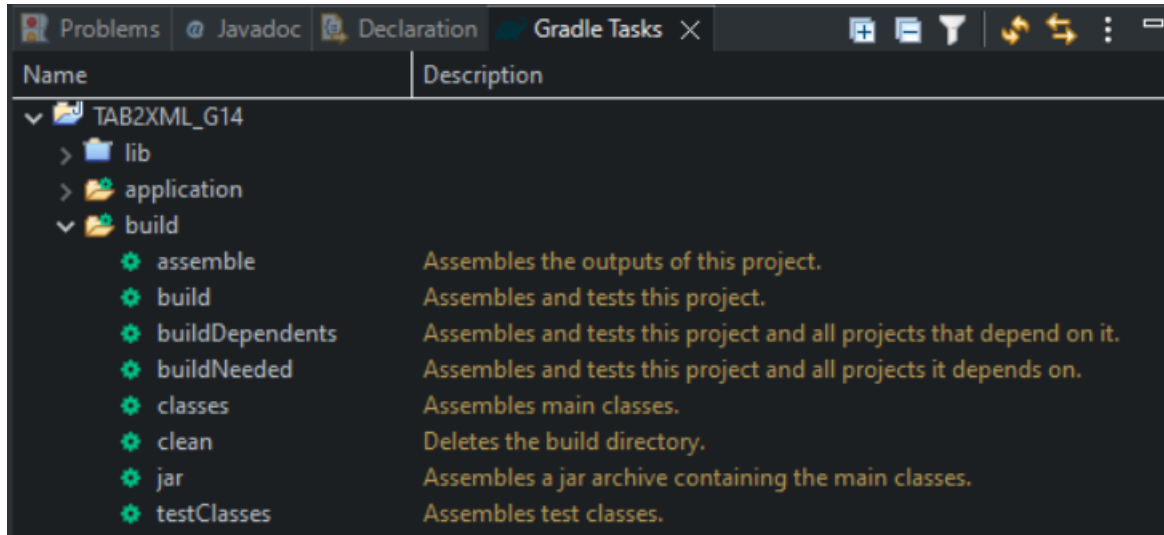 Problems @ Javadoc Declaration Gradle Tasks
Name Description
TAB2XML_G14
lib
application
build
assemble Assembles the outputs of this project.
build Assembles and tests this project.
buildDependents Assembles and tests this project and all projects that depend on it.
buildNeeded Assembles and tests this project and all projects it depends on.
classes Assembles main classes.
clean Deletes the build directory.
jar Assembles a jar archive containing the main classes.
testClasses Assembles test classes.